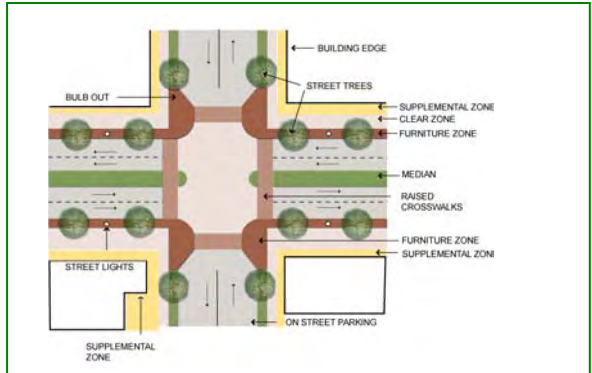 BUILDING EDGE
STREET TREES
BULB OUT
SUPPLEMENTAL ZONE
CLEAR ZONE
FURNITURE ZONE
MEDIAN
RAISED
CROSSWALKS
FURNITURE ZONE
SUPPLEMENTAL ZONI
STREET LIGHTS
ON STREET PARKING
SUPPLEMENTAL
ZONE